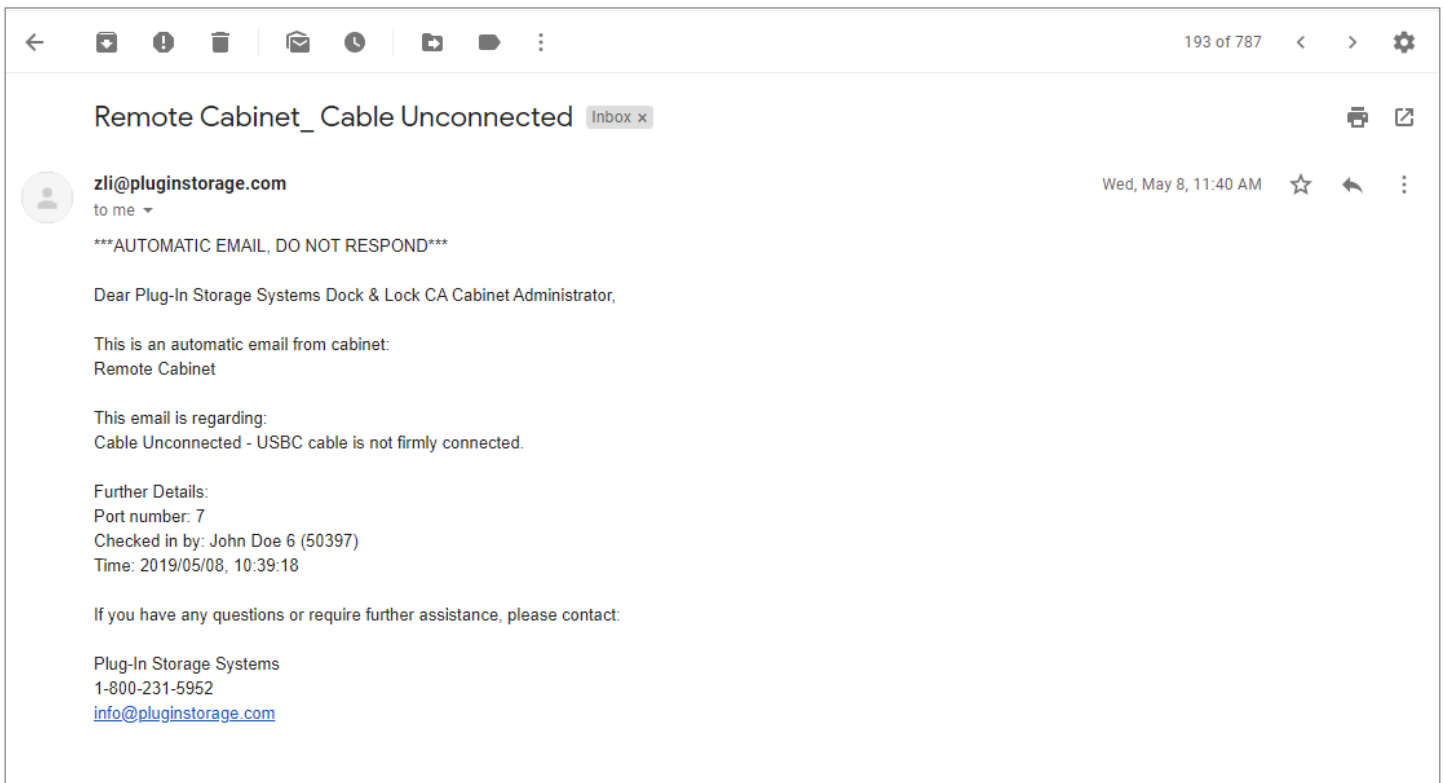 193 of 787
Remote Cabinet_ Cable Unconnected Inbox x
zli@pluginstorage.com Wed, May 8, 11:40 AM
to me
***AUTOMATIC EMAIL, DO NOT RESPOND***
Dear Plug-In Storage Systems Dock & Lock CA Cabinet Administrator,
This is an automatic email from cabinet:
Remote Cabinet
This email is regarding:
Cable Unconnected - USBC cable is not firmly connected.
Further Details:
Port number: 7
Checked in by: John Doe 6 (50397)
Time: 2019/05/08, 10:39:18
If you have any questions or require further assistance, please contact:
Plug-In Storage Systems
1-800-231-5952
info@pluginstorage.com